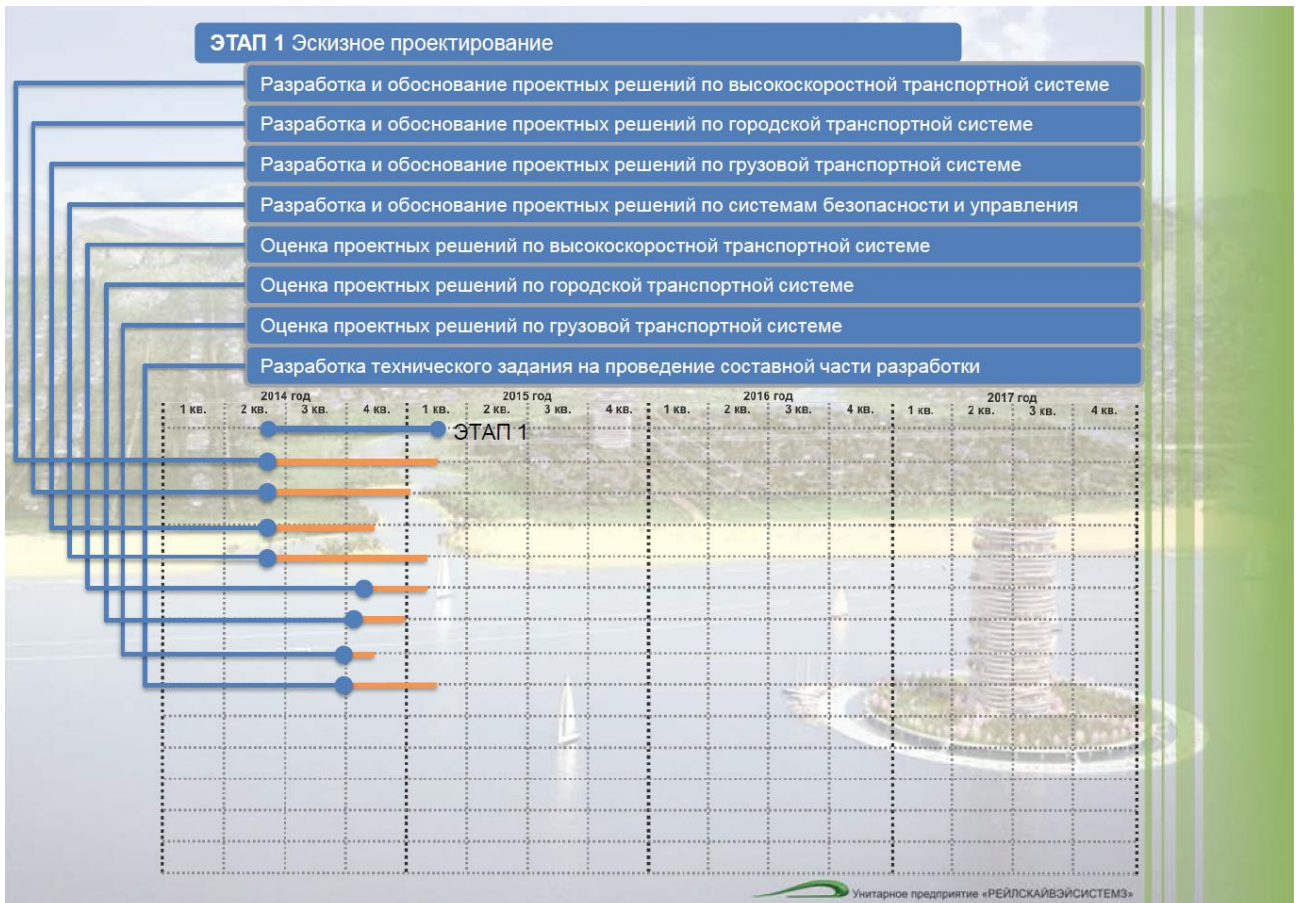 ЭТАП 1 Эскизное проектирование
Разработка и обоснование проектных решений по высокоскоростной транспортной системе
Разработка и обоснование проектных решений по городской транспортной системе
Разработка и обоснование проектных решений по грузовой транспортной системе
Разработка и обоснование проектных решений по системам безопасности и управления
Оценка проектных решений по высокоскоростной транспортной системе
Оценка проектных решений по городской транспортной системе
Оценка проектных решений по грузовой транспортной системе
Разработка технического задания на проведение составной части разработки
2014 год 2015 год 2016 год 2017 год
1 кв. 2 кв. 3 кв. 4 кв. 1 кв. 2 кв. 3 кв. 4 кв. 1 кв. 2 кв. 3 кв. 4 кв. 1 кв. 2 кв. 3 кв. 4 кв.
ЭТАП 1
Унитарное предприятие «РЕЙЛСКАЙВЭЙСИСТЕМЗ»